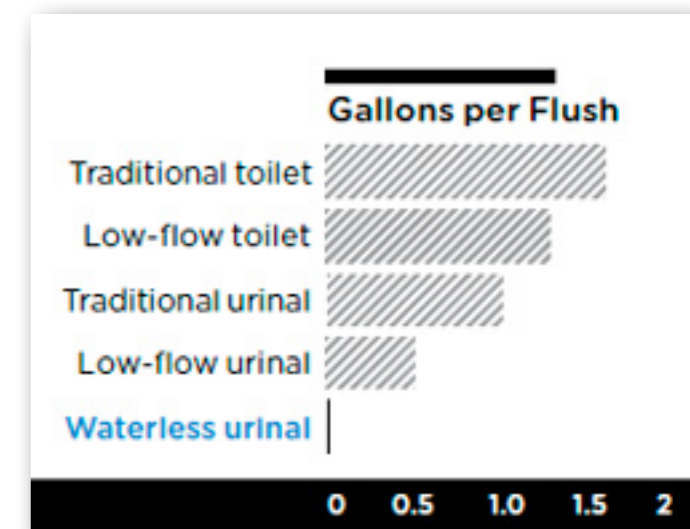 Gallons per Flush
Traditional toilet
Low-flow toilet
Traditional urinal
Low-flow urinal
Waterless urinal
0 0.5 1.0 1.5 2